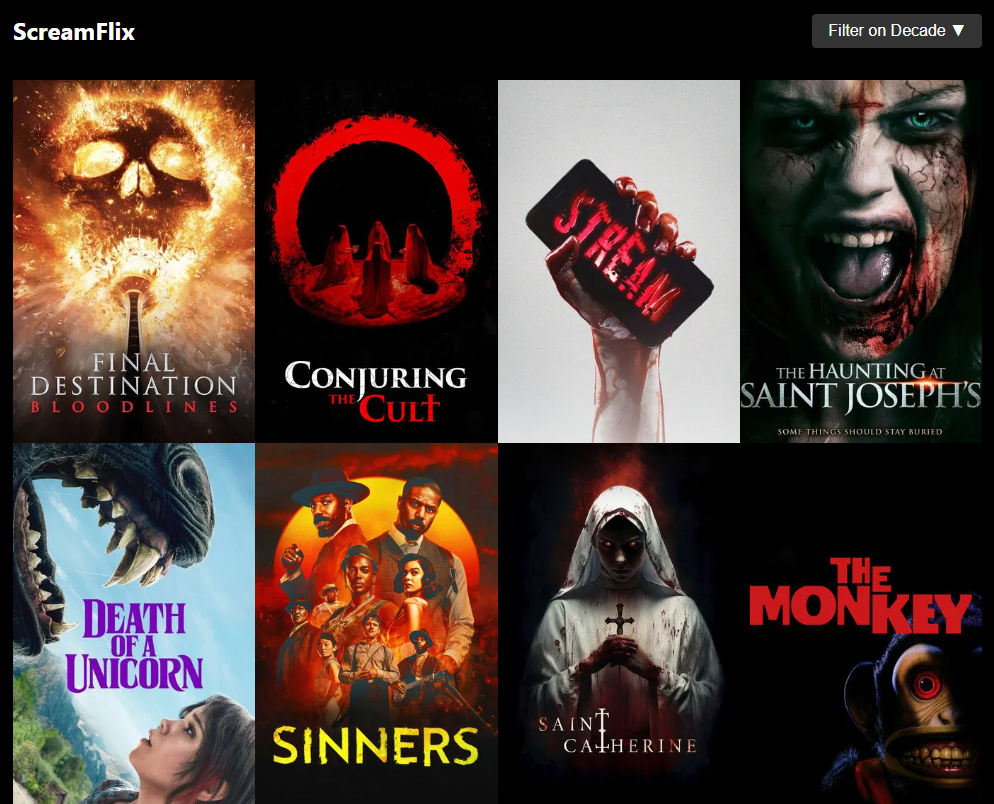 ScreamFlix
Filter on Decade ▼
FINAL
DESTINATION
BLOODLINES
CONJURING
THE CULT
STREAM
THE HAUNTING AT
SAINT JOSEPH'S
SOME THINGS SHOULD STAY BURIED
DEATH
OF A
UNICORN
SINNERS
SAINT
CATHERINE
THE
MONKEY